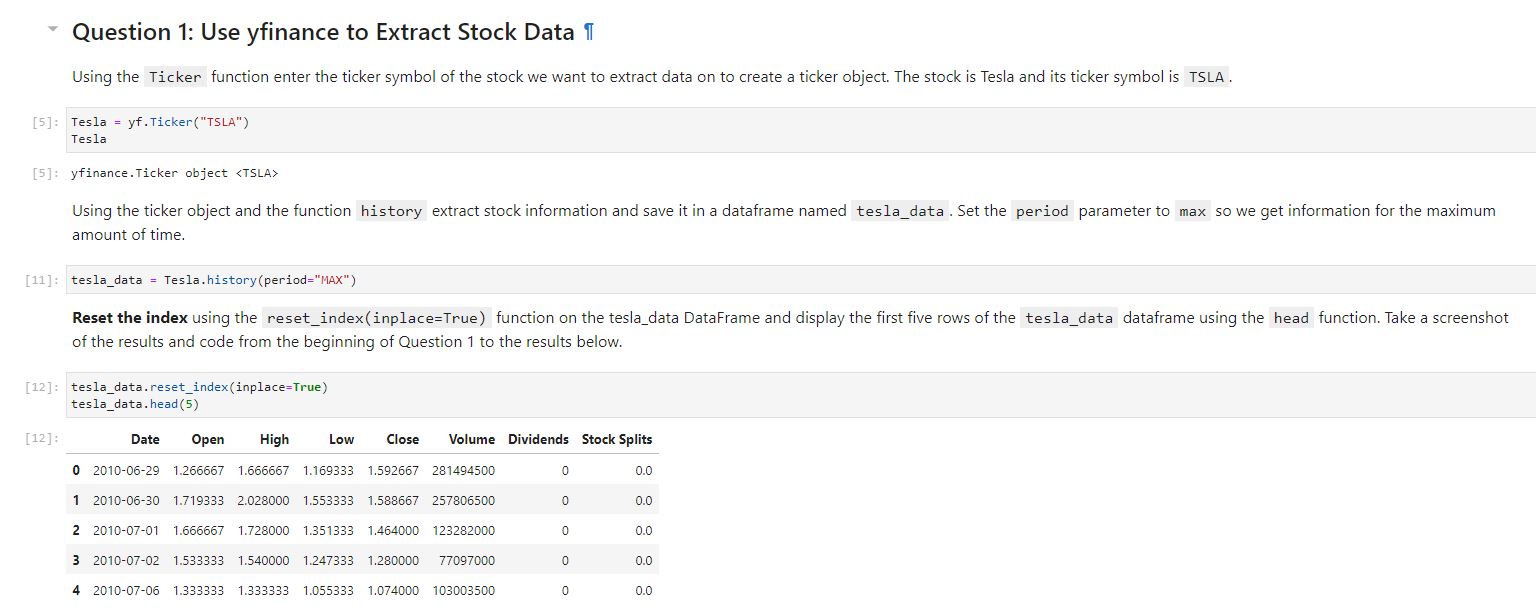 Question 1: Use yfinance to Extract Stock Data ¶
Using the Ticker function enter the ticker symbol of the stock we want to extract data on to create a ticker object. The stock is Tesla and its ticker symbol is TSLA.
[5]: Tesla = yf.Ticker("TSLA")
Tesla
[5]: yfinance.Ticker object <TSLA>
Using the ticker object and the function history extract stock information and save it in a dataframe named tesla_data. Set the period parameter to max so we get information for the maximum
amount of time.
[11]: tesla_data = Tesla.history(period="MAX")
Reset the index using the reset_index(inplace=True) function on the tesla_data DataFrame and display the first five rows of the tesla_data dataframe using the head function. Take a screenshot
of the results and code from the beginning of Question 1 to the results below.
[12]: tesla_data.reset_index(inplace=True)
tesla_data.head(5)
[12]: Date Open High Low Close Volume Dividends Stock Splits
0 2010-06-29 1.266667 1.666667 1.169333 1.592667 281494500 0 0.0
1 2010-06-30 1.719333 2.028000 1.553333 1.588667 257806500 0 0.0
2 2010-07-01 1.666667 1.728000 1.351333 1.464000 123282000 0 0.0
3 2010-07-02 1.533333 1.540000 1.247333 1.280000 77097000 0 0.0
4 2010-07-06 1.333333 1.333333 1.055333 1.074000 103003500 0 0.0